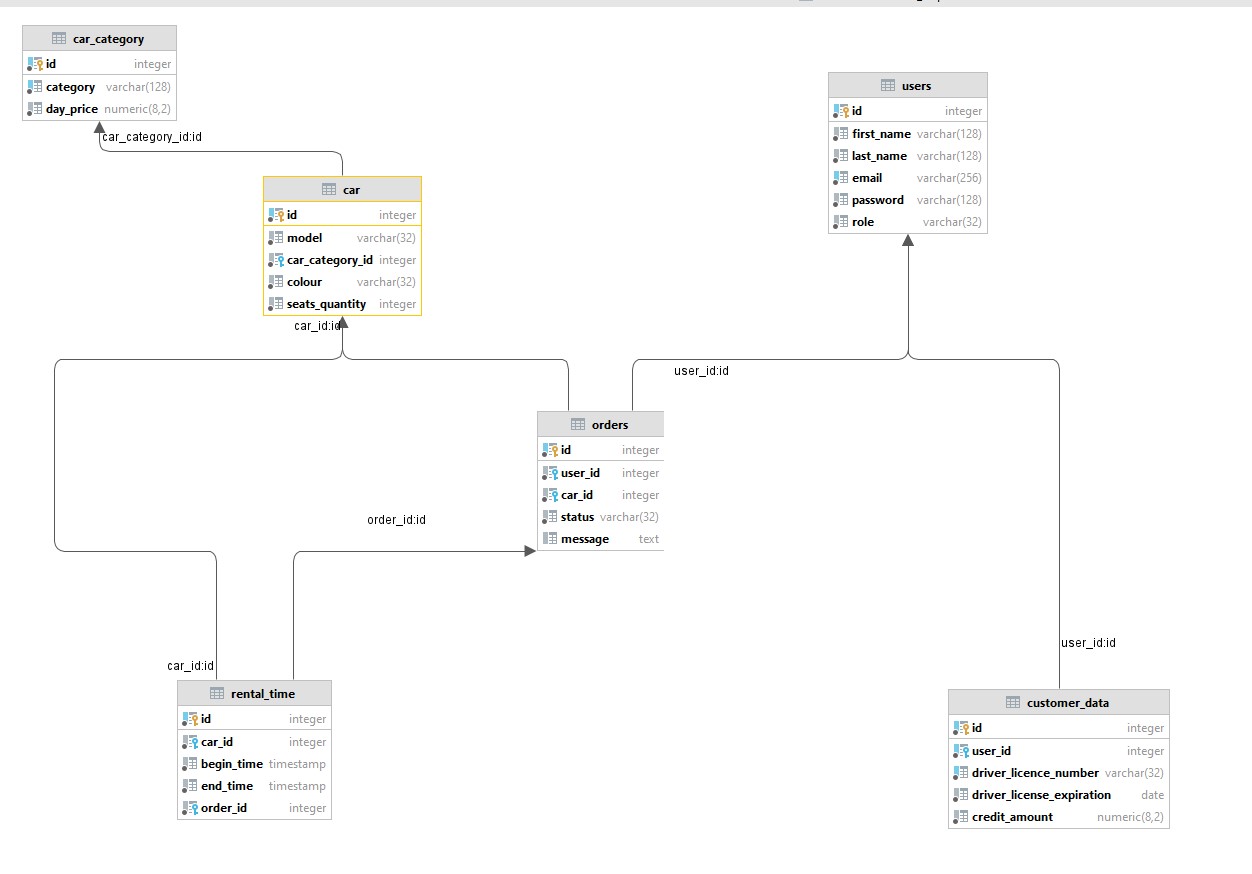 car_category
id integer
category varchar(128)
day_price numeric(8,2)
car_category_id:id
car
id integer
model varchar(32)
car_category_id integer
colour varchar(32)
seats_quantity integer
car_id:id
users
id integer
first_name varchar(128)
last_name varchar(128)
email varchar(256)
password varchar(128)
role varchar(32)
user_id:id
orders
id integer
user_id integer
car_id integer
status varchar(32)
message text
order_id:id
car_id:id
rental_time
id integer
car_id integer
begin_time timestamp
end_time timestamp
order_id integer
user_id:id
customer_data
id integer
user_id integer
driver_licence_number varchar(32)
driver_license_expiration date
credit_amount numeric(8,2)